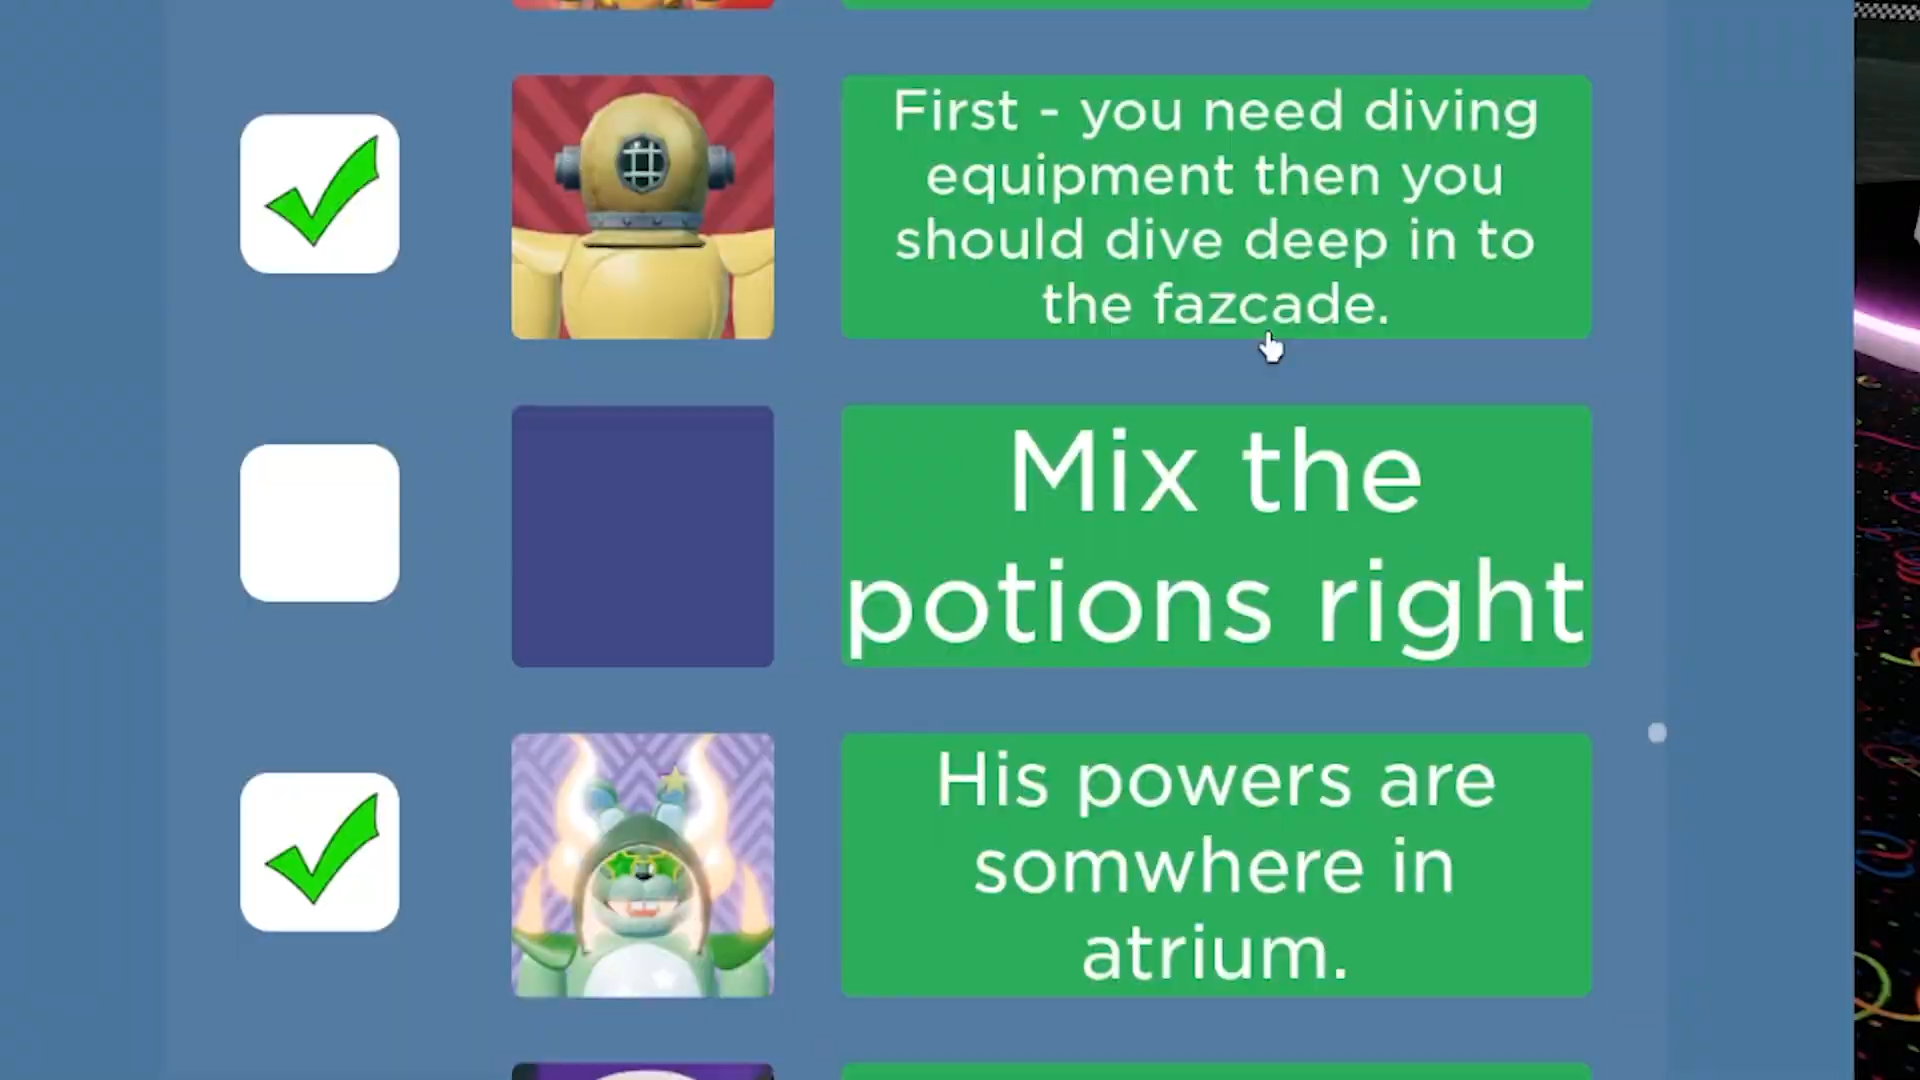 First - you need diving
equipment then you
should dive deep in to
the fazcade.
Mix the
potions right
His powers are
somwhere in
atrium.